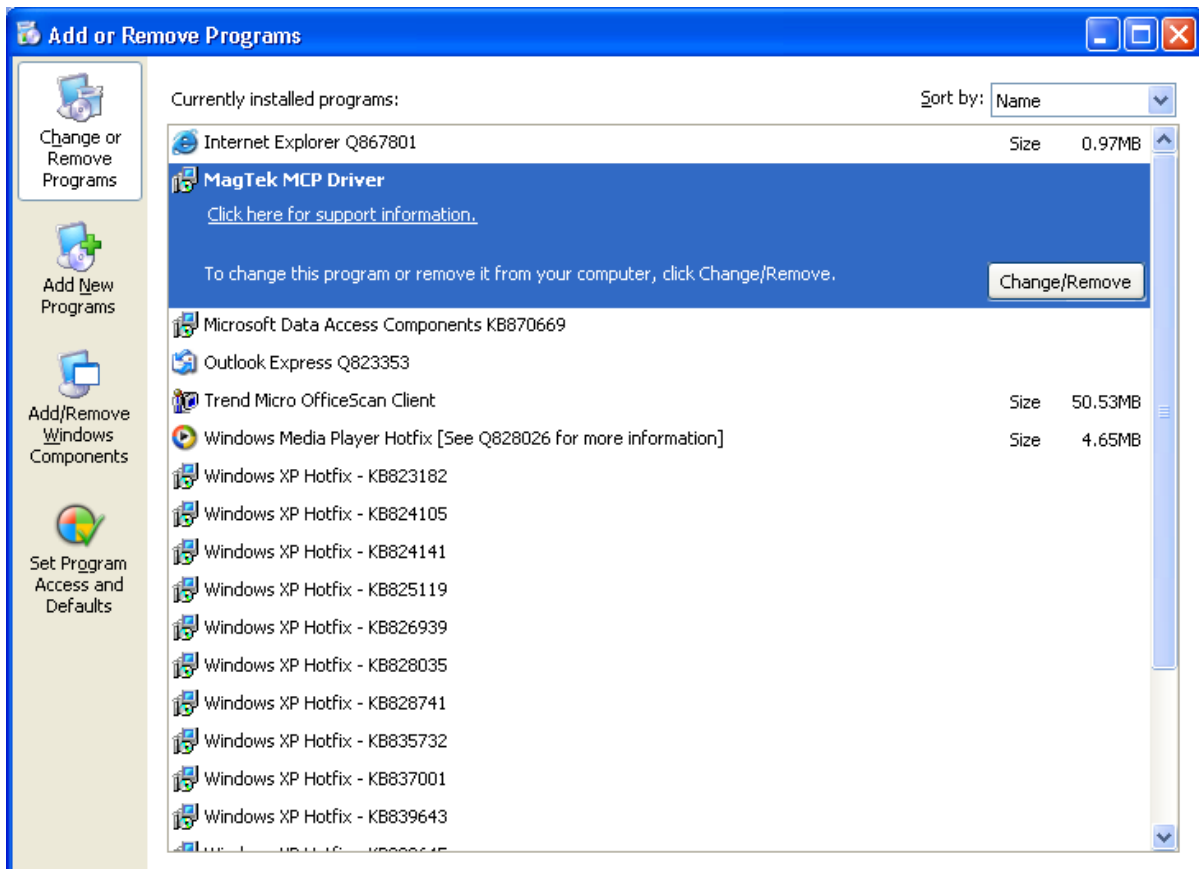 Add or Remove Programs
Change or
Remove
Programs
Add New
Programs
Add/Remove
Windows
Components
Set Program
Access and
Defaults
Currently installed programs:
Sort by: Name
Internet Explorer Q867801 Size 0.97MB
MagTek MCP Driver
Click here for support information.
To change this program or remove it from your computer, click Change/Remove. Change/Remove
Microsoft Data Access Components KB870669
Outlook Express Q823353
Trend Micro OfficeScan Client Size 50.53MB
Windows Media Player Hotfix [See Q828026 for more information] Size 4.65MB
Windows XP Hotfix - KB823182
Windows XP Hotfix - KB824105
Windows XP Hotfix - KB824141
Windows XP Hotfix - KB825119
Windows XP Hotfix - KB826939
Windows XP Hotfix - KB828035
Windows XP Hotfix - KB828741
Windows XP Hotfix - KB835732
Windows XP Hotfix - KB837001
Windows XP Hotfix - KB839643